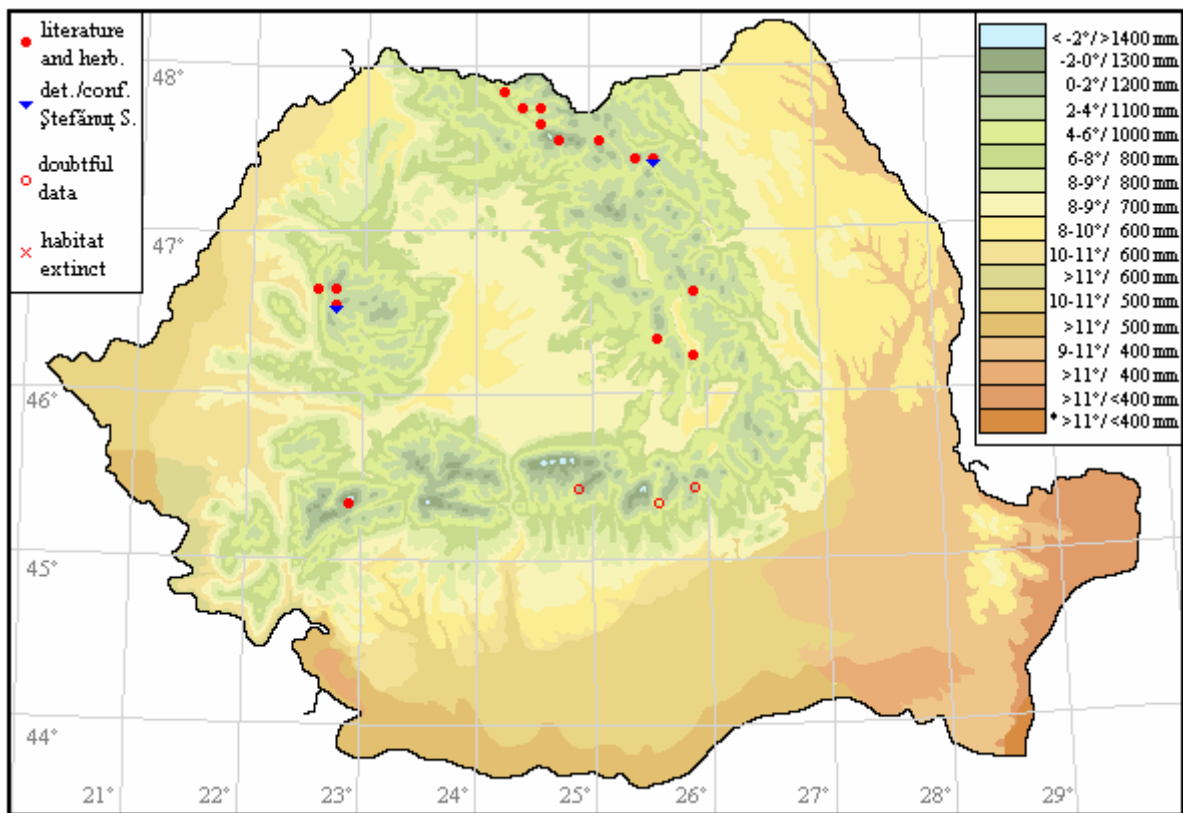 literature
and herb.
det./conf.
Ștefănuț S.
doubtful
data
habitat
extinct
< -2°/>1400 mm
-2-0°/ 1300 mm
0-2°/ 1200 mm
2-4°/ 1100 mm
4-6°/ 1000 mm
6-8°/ 800 mm
8-9°/ 800 mm
8-9°/ 700 mm
8-10°/ 600 mm
10-11°/ 600 mm
>11°/ 600 mm
10-11°/ 500 mm
>11°/ 500 mm
9-11°/ 400 mm
>11°/ 400 mm
>11°/<400 mm
* >11°/<400 mm
48°
47°
46°
45°
44°
21° 22° 23° 24° 25° 26° 27° 28° 29°